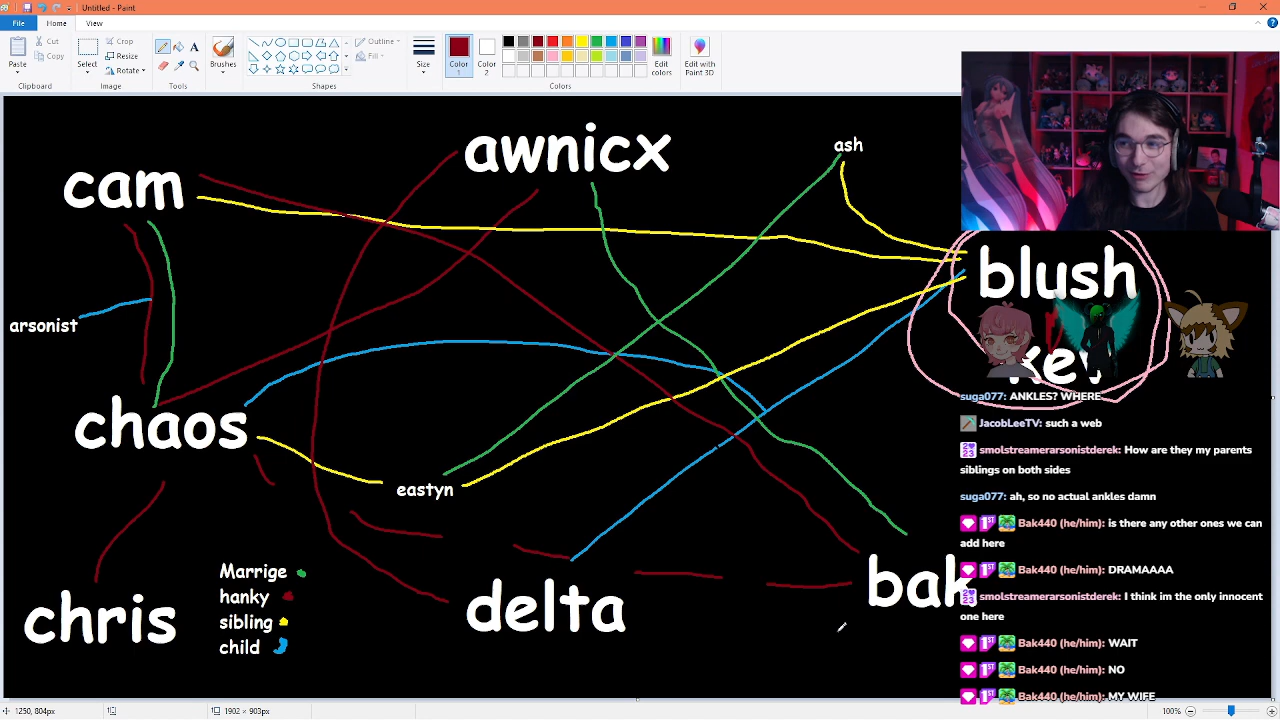 Untitled - Paint
File
Home
View
Paste
Cut
Copy
Clipboard
Select
Crop
Resize
Rotate
Image
A
Tools
Brushes
Outline
Fill
Shapes
Size
Color
1
Color
2
Edit
colors
Colors
Edit with
Paint 3D
cam
awnicx
ash
blush
arsonist
kev
chaos
eastyn
chris
Marrige
hanky
sibling
child
delta
bak
suga077: ANKLES? WHERE
JacobLeeTV: such a web
smolstreamerarsonistderek: How are they my parents
siblings on both sides
suga077: ah, so no actual ankles damn
Bak440 (he/him): is there any other ones we can
add here
Bak440 (he/him): DRAMAAAA
smolstreamerarsonistderek: I think im the only innocent
one here
Bak440 (he/him): WAIT
Bak440 (he/him): NO
Bak440 (he/him): MY WIFE
1250, 804px
1902 × 903px
100%